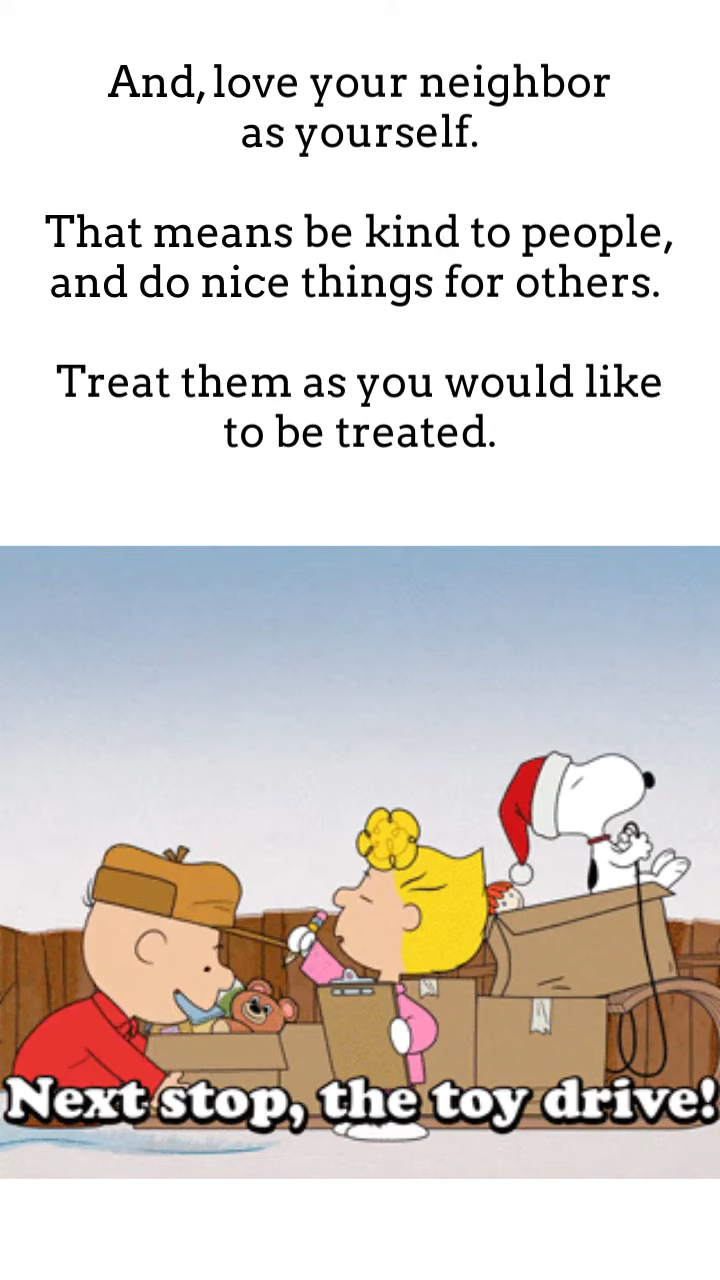 And, love your neighbor
as yourself.
That means be kind to people,
and do nice things for others.
Treat them as you would like
to be treated.
Next stop, the toy drive!